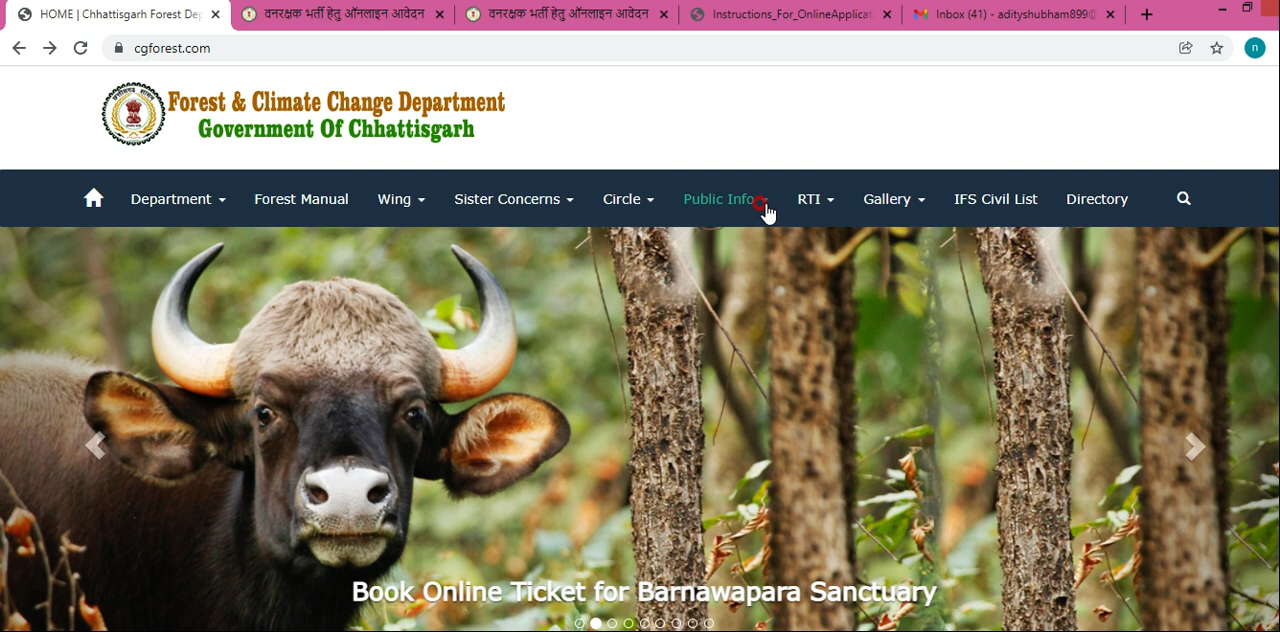 HOME | Chhattisgarh Forest Dep
वनरक्षक भर्ती हेतु ऑनलाइन आवेदन
वनरक्षक भर्ती हेतु ऑनलाइन आवेदन
Instructions_For_OnlineApplicat
Inbox (41) - adityshubham899@
cgforest.com
n
Forest & Climate Change Department
Government Of Chhattisgarh
Department
Forest Manual
Wing
Sister Concerns
Circle
Public Info
RTI
Gallery
IFS Civil List
Directory
Book Online Ticket for Barnawapara Sanctuary